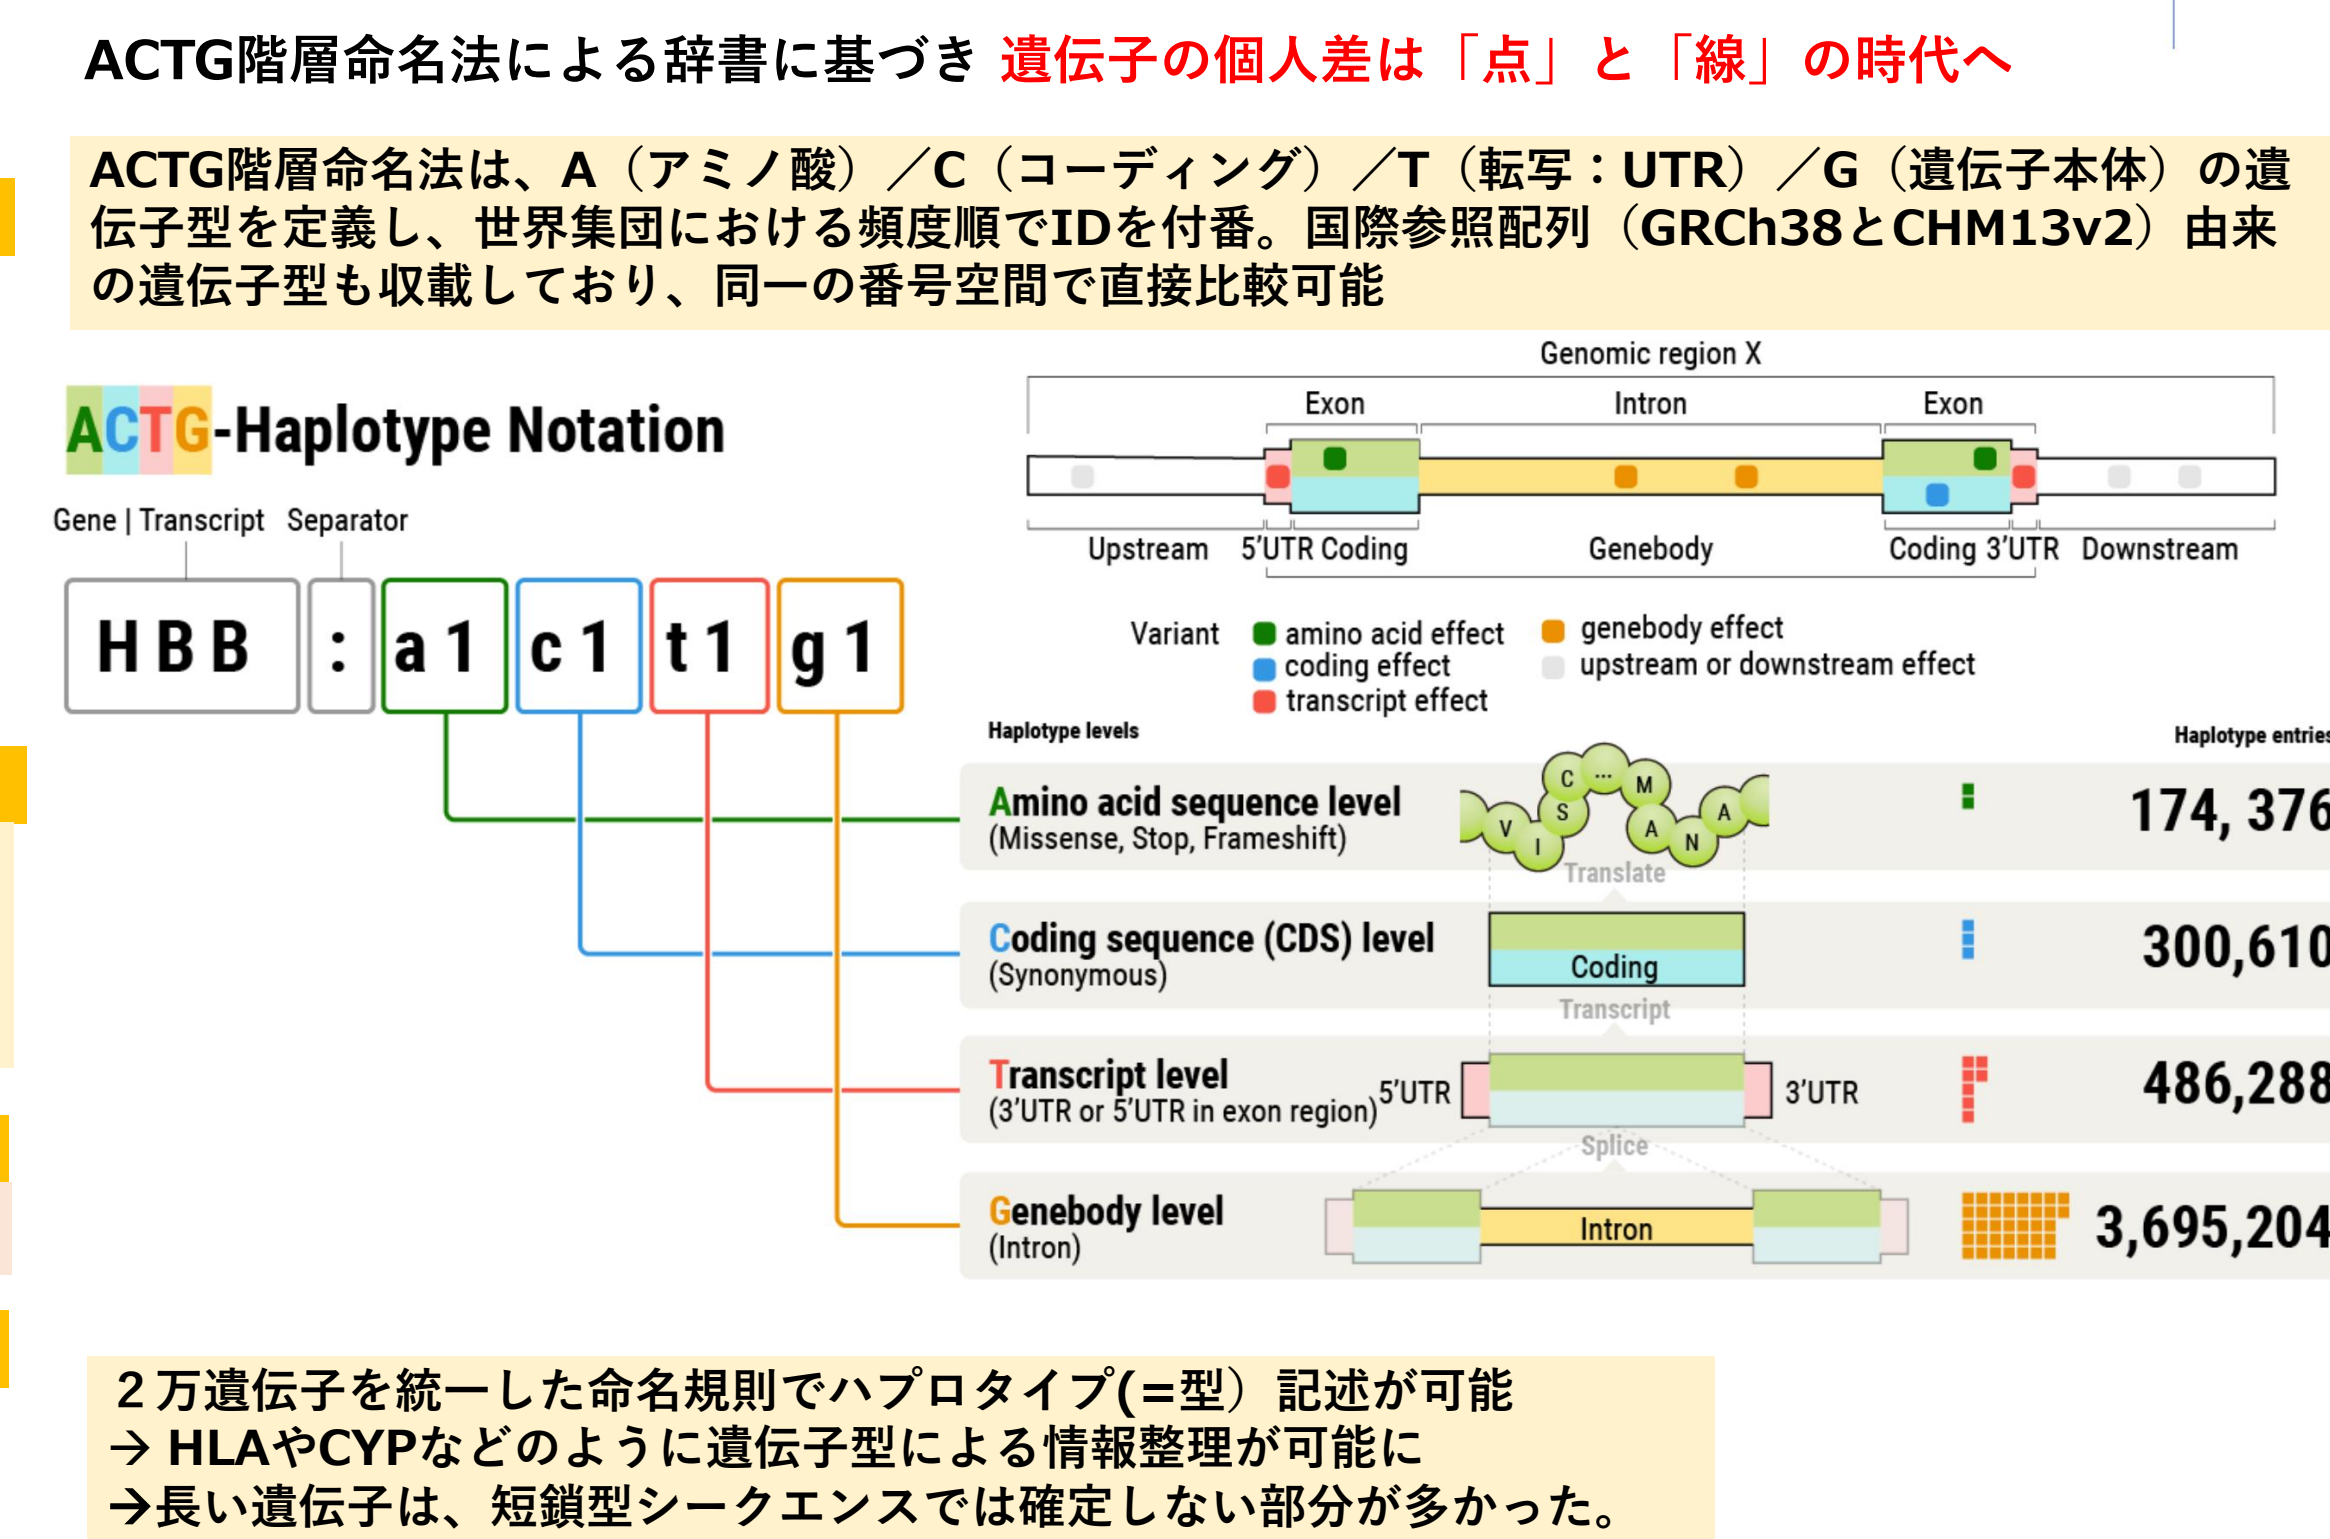 ACTG階層命名法による辞書に基づき 遺伝子の個人差は「点」と「線」の時代へ
ACTG階層命名法は、A（アミノ酸）／C（コーディング）／T（転写：UTR）／G（遺伝子本体）の遺
伝子型を定義し、世界集団における頻度順でIDを付番。国際参照配列（GRCh38とCHM13v2）由来
の遺伝子型も収載しており、同一の番号空間で直接比較可能
ACTG-Haplotype Notation
Gene | Transcript Separator
HBB : a1 c1 t1 g1
Genomic region X
Exon Intron Exon
Upstream 5'UTR Coding Genebody Coding 3'UTR Downstream
Variant amino acid effect genebody effect
coding effect upstream or downstream effect
transcript effect
Haplotype levels Haplotype entries
Amino acid sequence level 174, 376
(Missense, Stop, Frameshift)
V I S C ... M A N A
Translate
Coding sequence (CDS) level 300,610
(Synonymous)
Coding
Transcript
Transcript level 486,288
(3'UTR or 5'UTR in exon region) 5'UTR 3'UTR
Splice
Genebody level 3,695,204
(Intron) Intron
２万遺伝子を統一した命名規則でハプロタイプ(=型）記述が可能
→ HLAやCYPなどのように遺伝子型による情報整理が可能に
→長い遺伝子は、短鎖型シークエンスでは確定しない部分が多かった。